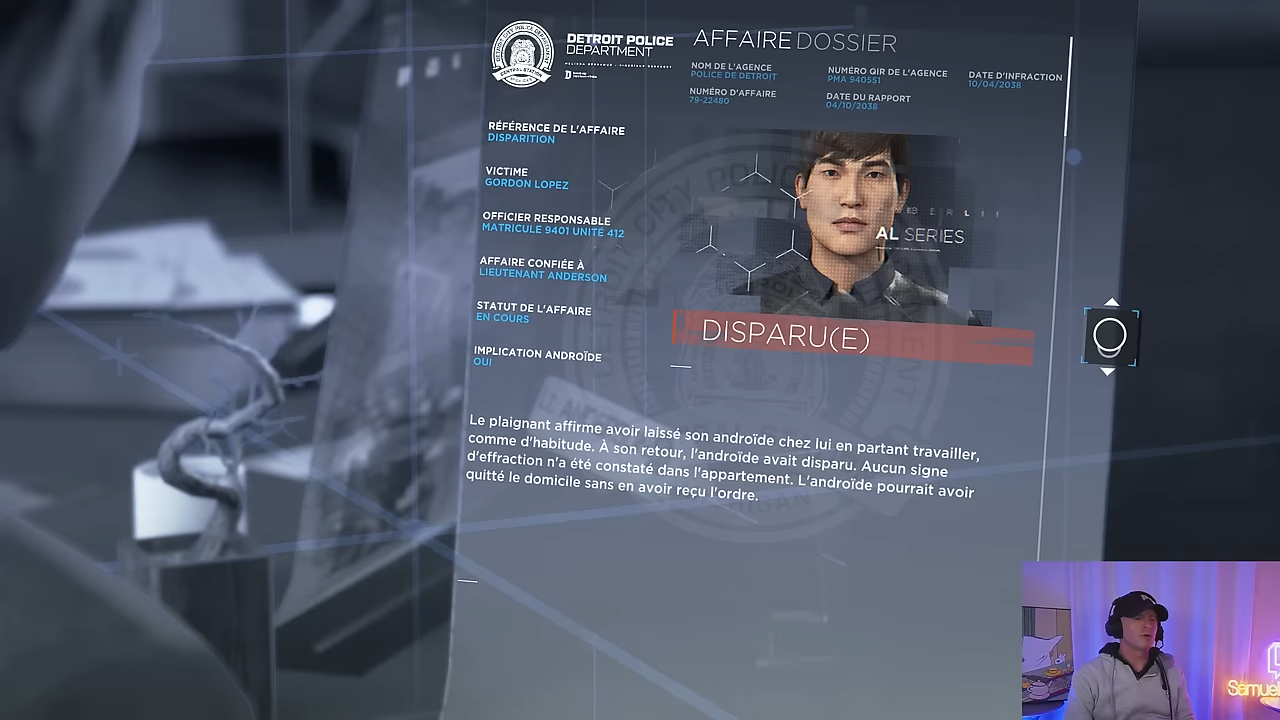 DETROIT POLICE
DEPARTMENT
CENTRAL STATION
AFFAIRE DOSSIER
NOM DE L'AGENCE
POLICE DE DETROIT
NUMÉRO QIR DE L'AGENCE
PMA 940551
DATE D'INFRACTION
10/04/2038
NUMÉRO D'AFFAIRE
79-22480
DATE DU RAPPORT
04/10/2038
RÉFÉRENCE DE L'AFFAIRE
DISPARITION
VICTIME
GORDON LOPEZ
OFFICIER RESPONSABLE
MATRICULE 9401 UNITÉ 412
AFFAIRE CONFIÉE À
LIEUTENANT ANDERSON
STATUT DE L'AFFAIRE
EN COURS
IMPLICATION ANDROÏDE
OUI
AL SERIES
DISPARU(E)
Le plaignant affirme avoir laissé son androïde chez lui en partant travailler,
comme d'habitude. À son retour, l'androïde avait disparu. Aucun signe
d'effraction n'a été constaté dans l'appartement. L'androïde pourrait avoir
quitté le domicile sans en avoir reçu l'ordre.
Samuel